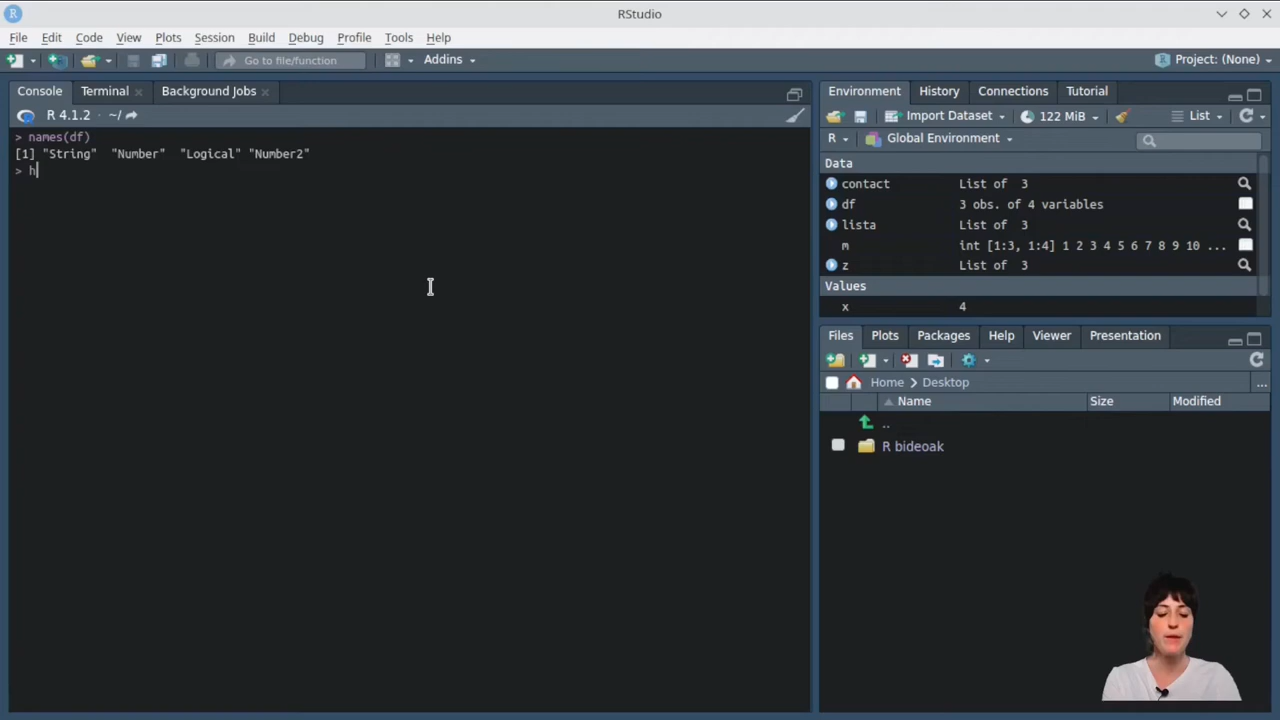 RStudio
File Edit Code View Plots Session Build Debug Profile Tools Help
Go to file/function Addins Project: (None)
Console Terminal Background Jobs
R 4.1.2 · ~/
> names(df)
[1] "String" "Number" "Logical" "Number2"
> h
Environment History Connections Tutorial
Import Dataset 122 MiB List
R Global Environment
Data
contact List of 3
df 3 obs. of 4 variables
lista List of 3
m int [1:3, 1:4] 1 2 3 4 5 6 7 8 9 10 ...
z List of 3
Values
x 4
Files Plots Packages Help Viewer Presentation
Home Desktop ...
Name Size Modified
..
R bideoak